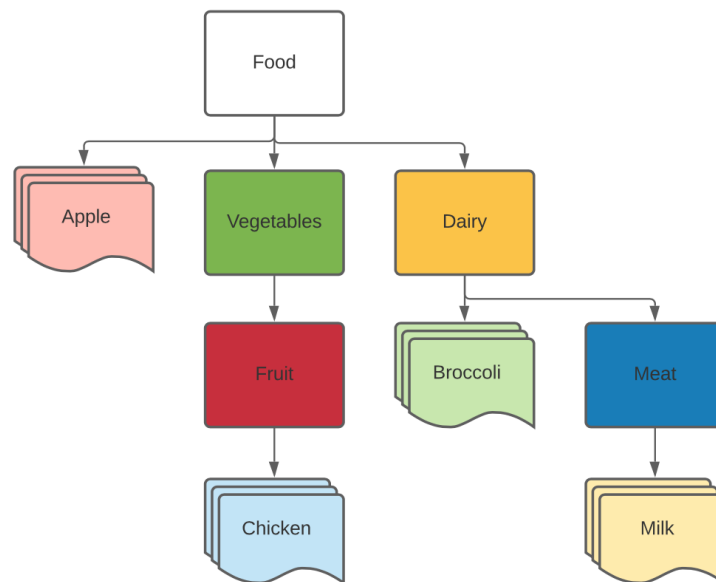 Food
Apple
Vegetables
Dairy
Fruit
Broccoli
Meat
Chicken
Milk